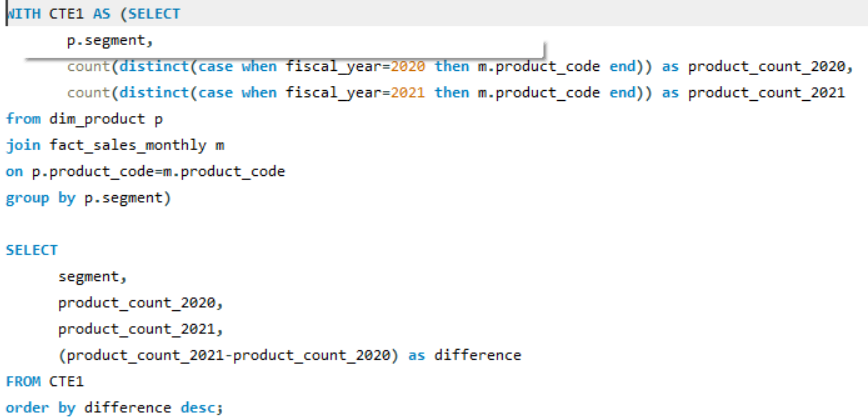 WITH CTE1 AS (SELECT
p.segment,
count(distinct(case when fiscal_year=2020 then m.product_code end)) as product_count_2020,
count(distinct(case when fiscal_year=2021 then m.product_code end)) as product_count_2021
from dim_product p
join fact_sales_monthly m
on p.product_code=m.product_code
group by p.segment)
SELECT
segment,
product_count_2020,
product_count_2021,
(product_count_2021-product_count_2020) as difference
FROM CTE1
order by difference desc;